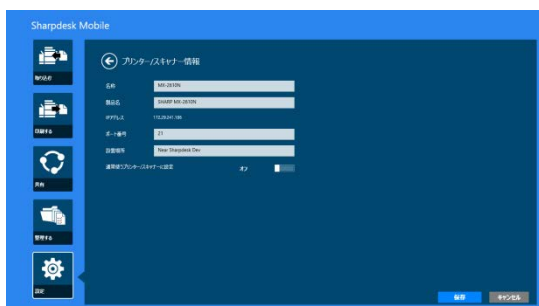 Sharpdesk Mobile
取り込む
印刷する
共有
整理する
設定
プリンター/スキャナー情報
名称
MX-2610N
製品名
SHARP MX-2610N
IPアドレス
ポート番号
21
設置場所
Near Sharpdesk Dev
通常使うプリンター/スキャナーに設定
オフ
保存
キャンセル